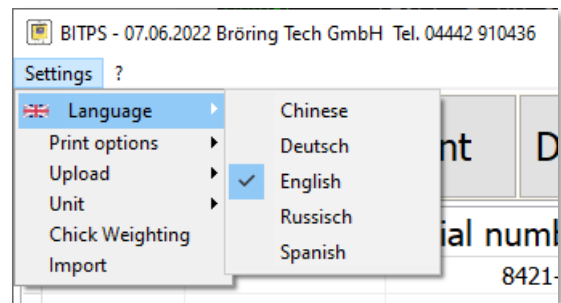 BITPS - 07.06.2022 Bröring Tech GmbH Tel. 04442 910436
Settings ?
Language
Print options
Upload
Unit
Chick Weighting
Import
Chinese
Deutsch
English
Russisch
Spanish
nt D
ial num
8421-